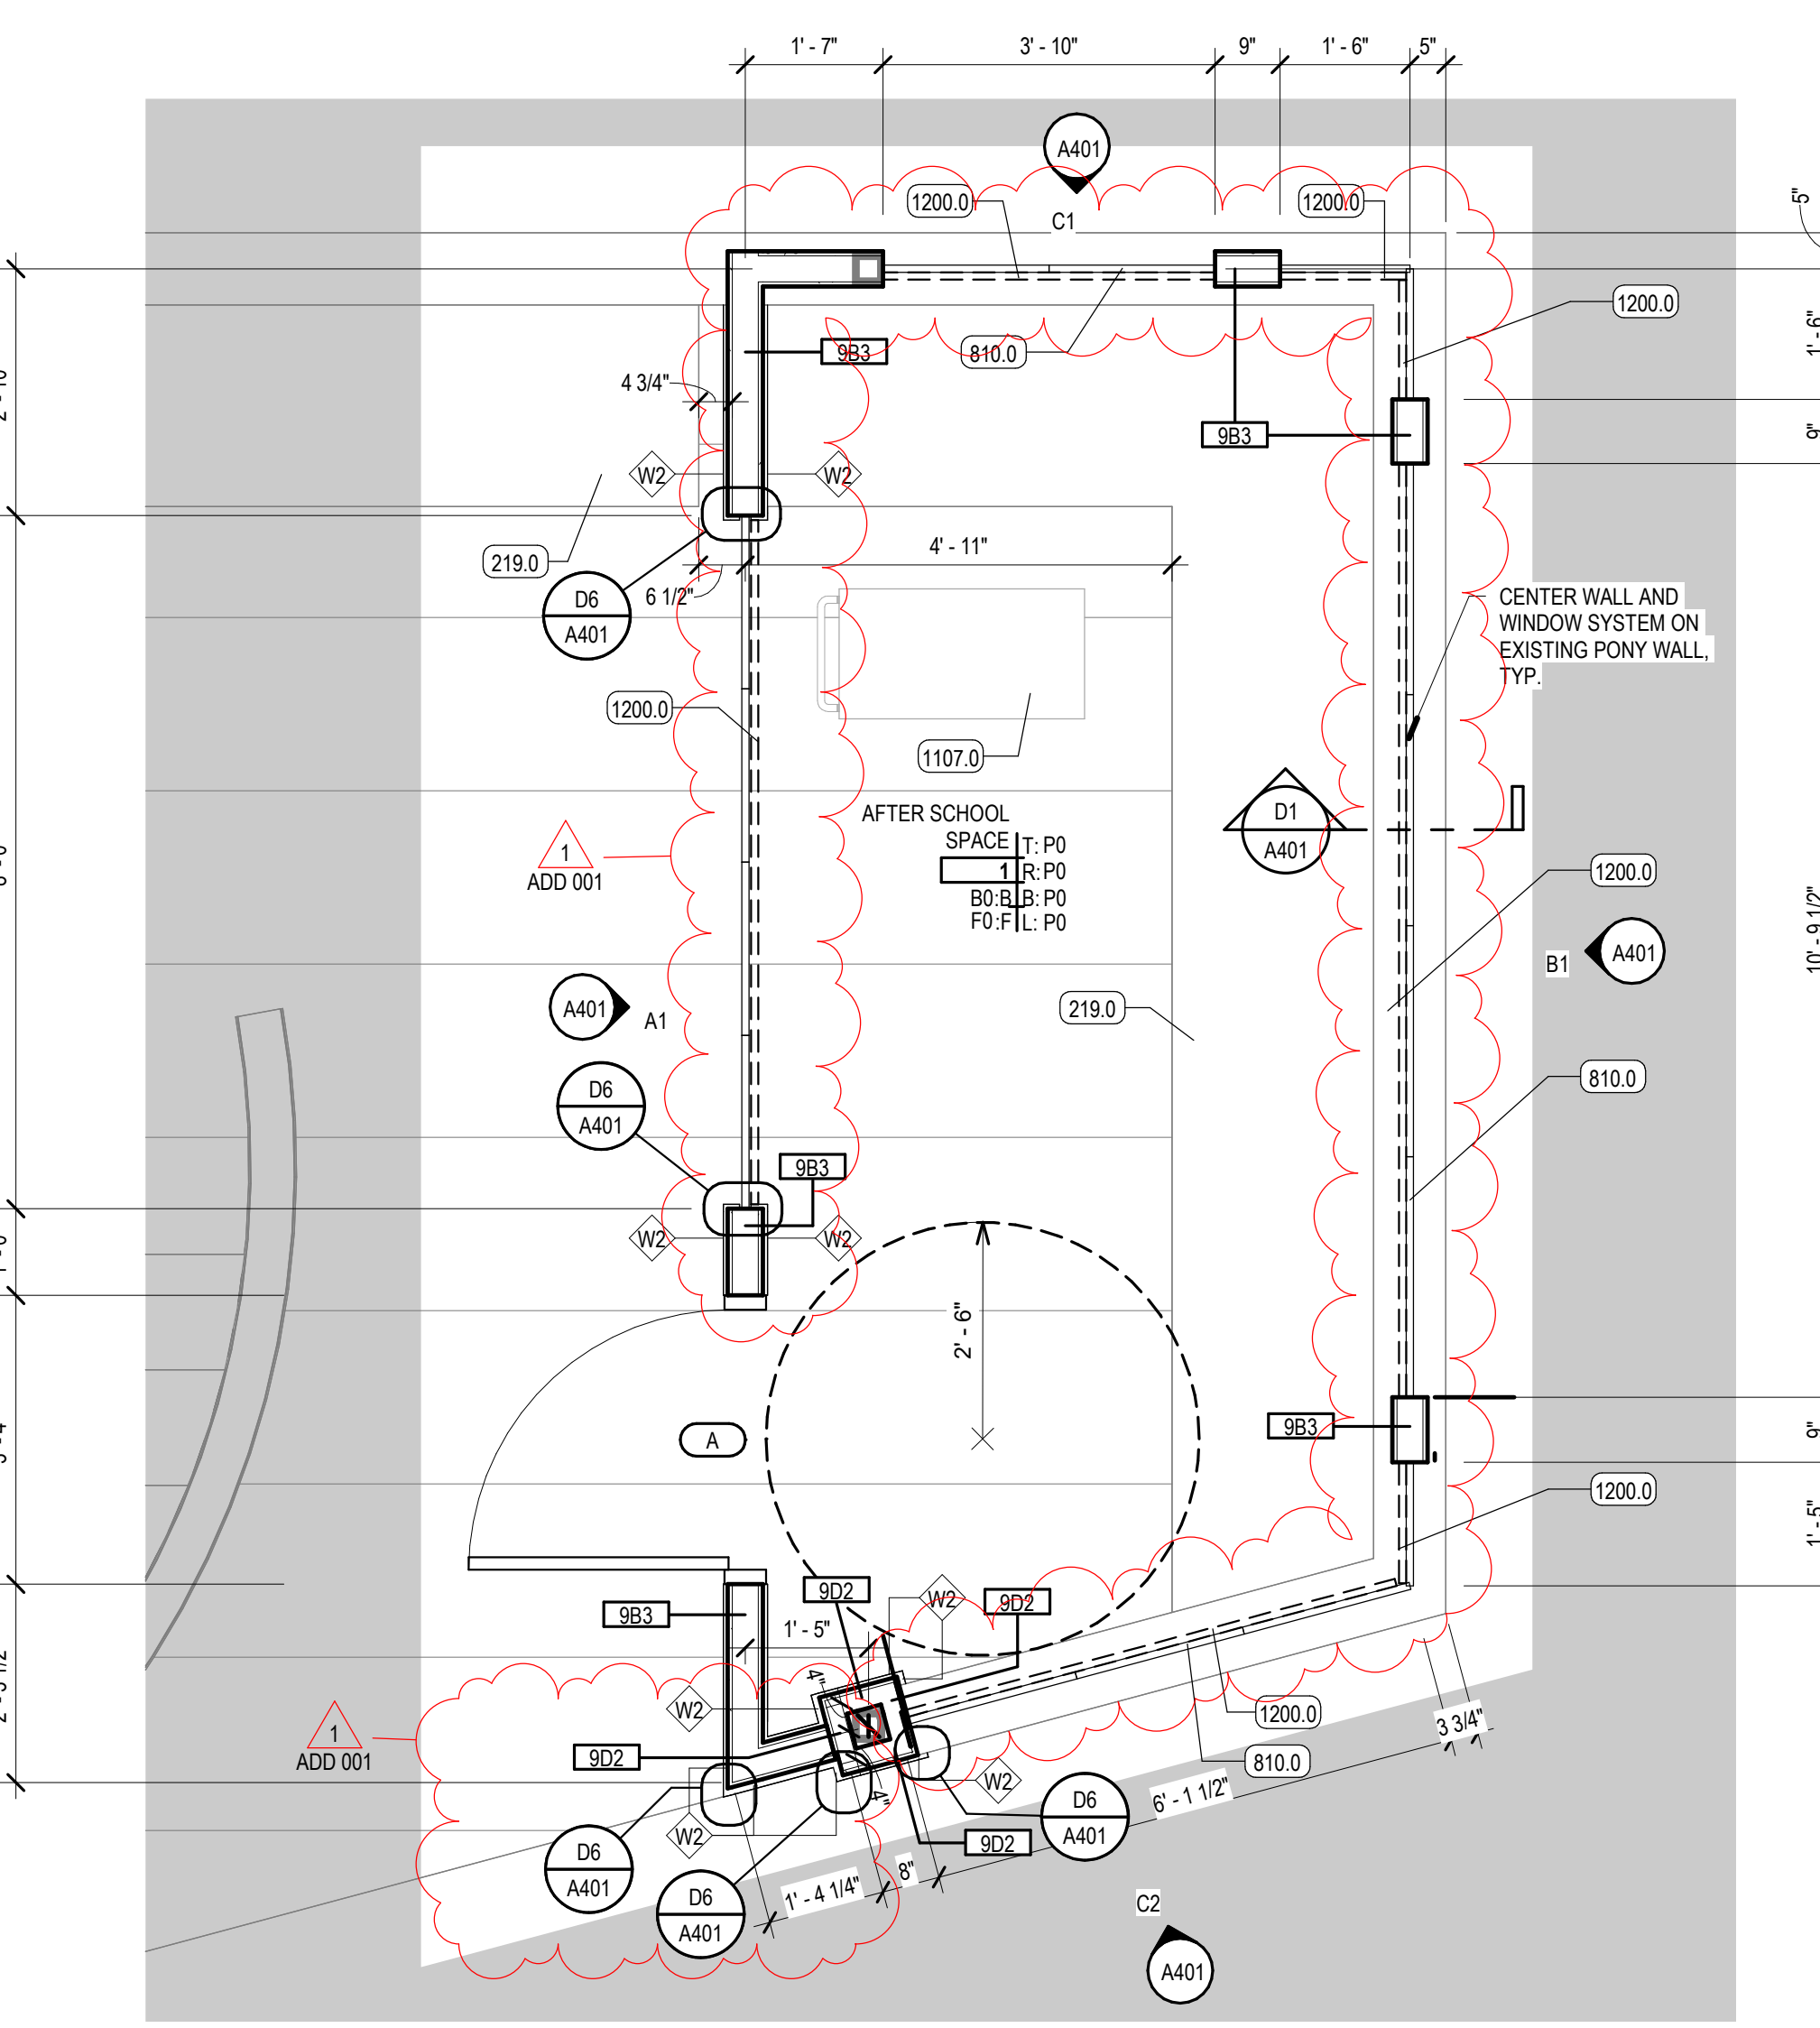 1' - 7"
3' - 10"
9"
1' - 6"
5"
A401
C1
1200.0
1200.0
5"
1200.0
1' - 6"
9B3
810.0
4 3/4"
9B3
9"
W2
W2
219.0
4' - 11"
6 1/2"
D6
A401
CENTER WALL AND
WINDOW SYSTEM ON
EXISTING PONY WALL,
TYP.
1200.0
1107.0
AFTER SCHOOL
SPACE
T: P0
1
R: P0
B0:B
B: P0
F0:F
L: P0
1
ADD 001
D1
A401
1200.0
10' - 9 1/2"
B1
A401
A401
A1
219.0
810.0
D6
A401
9B3
W2
W2
2' - 6"
A
9B3
9"
1200.0
1' - 5"
9D2
W2
9D2
9B3
1' - 5"
4"
W2
1
ADD 001
9D2
1200.0
3 3/4"
810.0
W2
4"
6' - 1 1/2"
D6
A401
W2
9D2
D6
A401
8"
1' - 4 1/4"
D6
A401
C2
A401